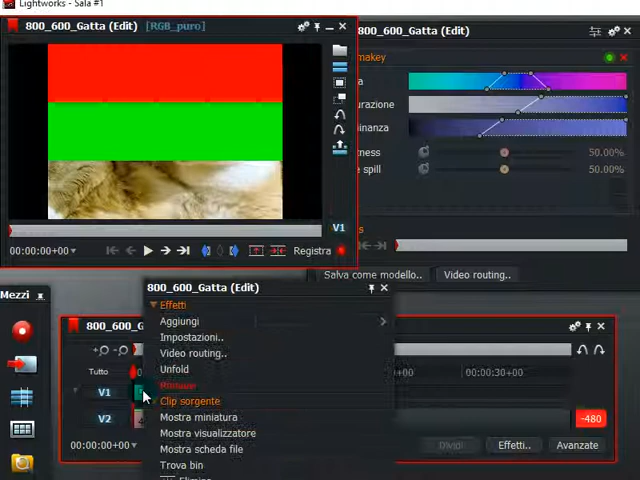 Lightworks - Sala #1
800_600_Gatta (Edit) [RGB_puro]
(Edit)
makey
urazione
inanza
tness 50.00%
e spill 50.00%
V1
00:00:00+00
Registra
Salva come modello..
Video routing..
Mezzi
800_600_G
800_600_Gatta (Edit)
Effetti
Aggiungi
Impostazioni..
Video routing..
Unfold
Rimuovi
Clip sorgente
Mostra miniatura
Mostra visualizzatore
Mostra scheda file
Trova bin
Elimina
Tutto
+00
00:00:30+00
V1
V2
-480
00:00:00+00
Dividi
Effetti..
Avanzate